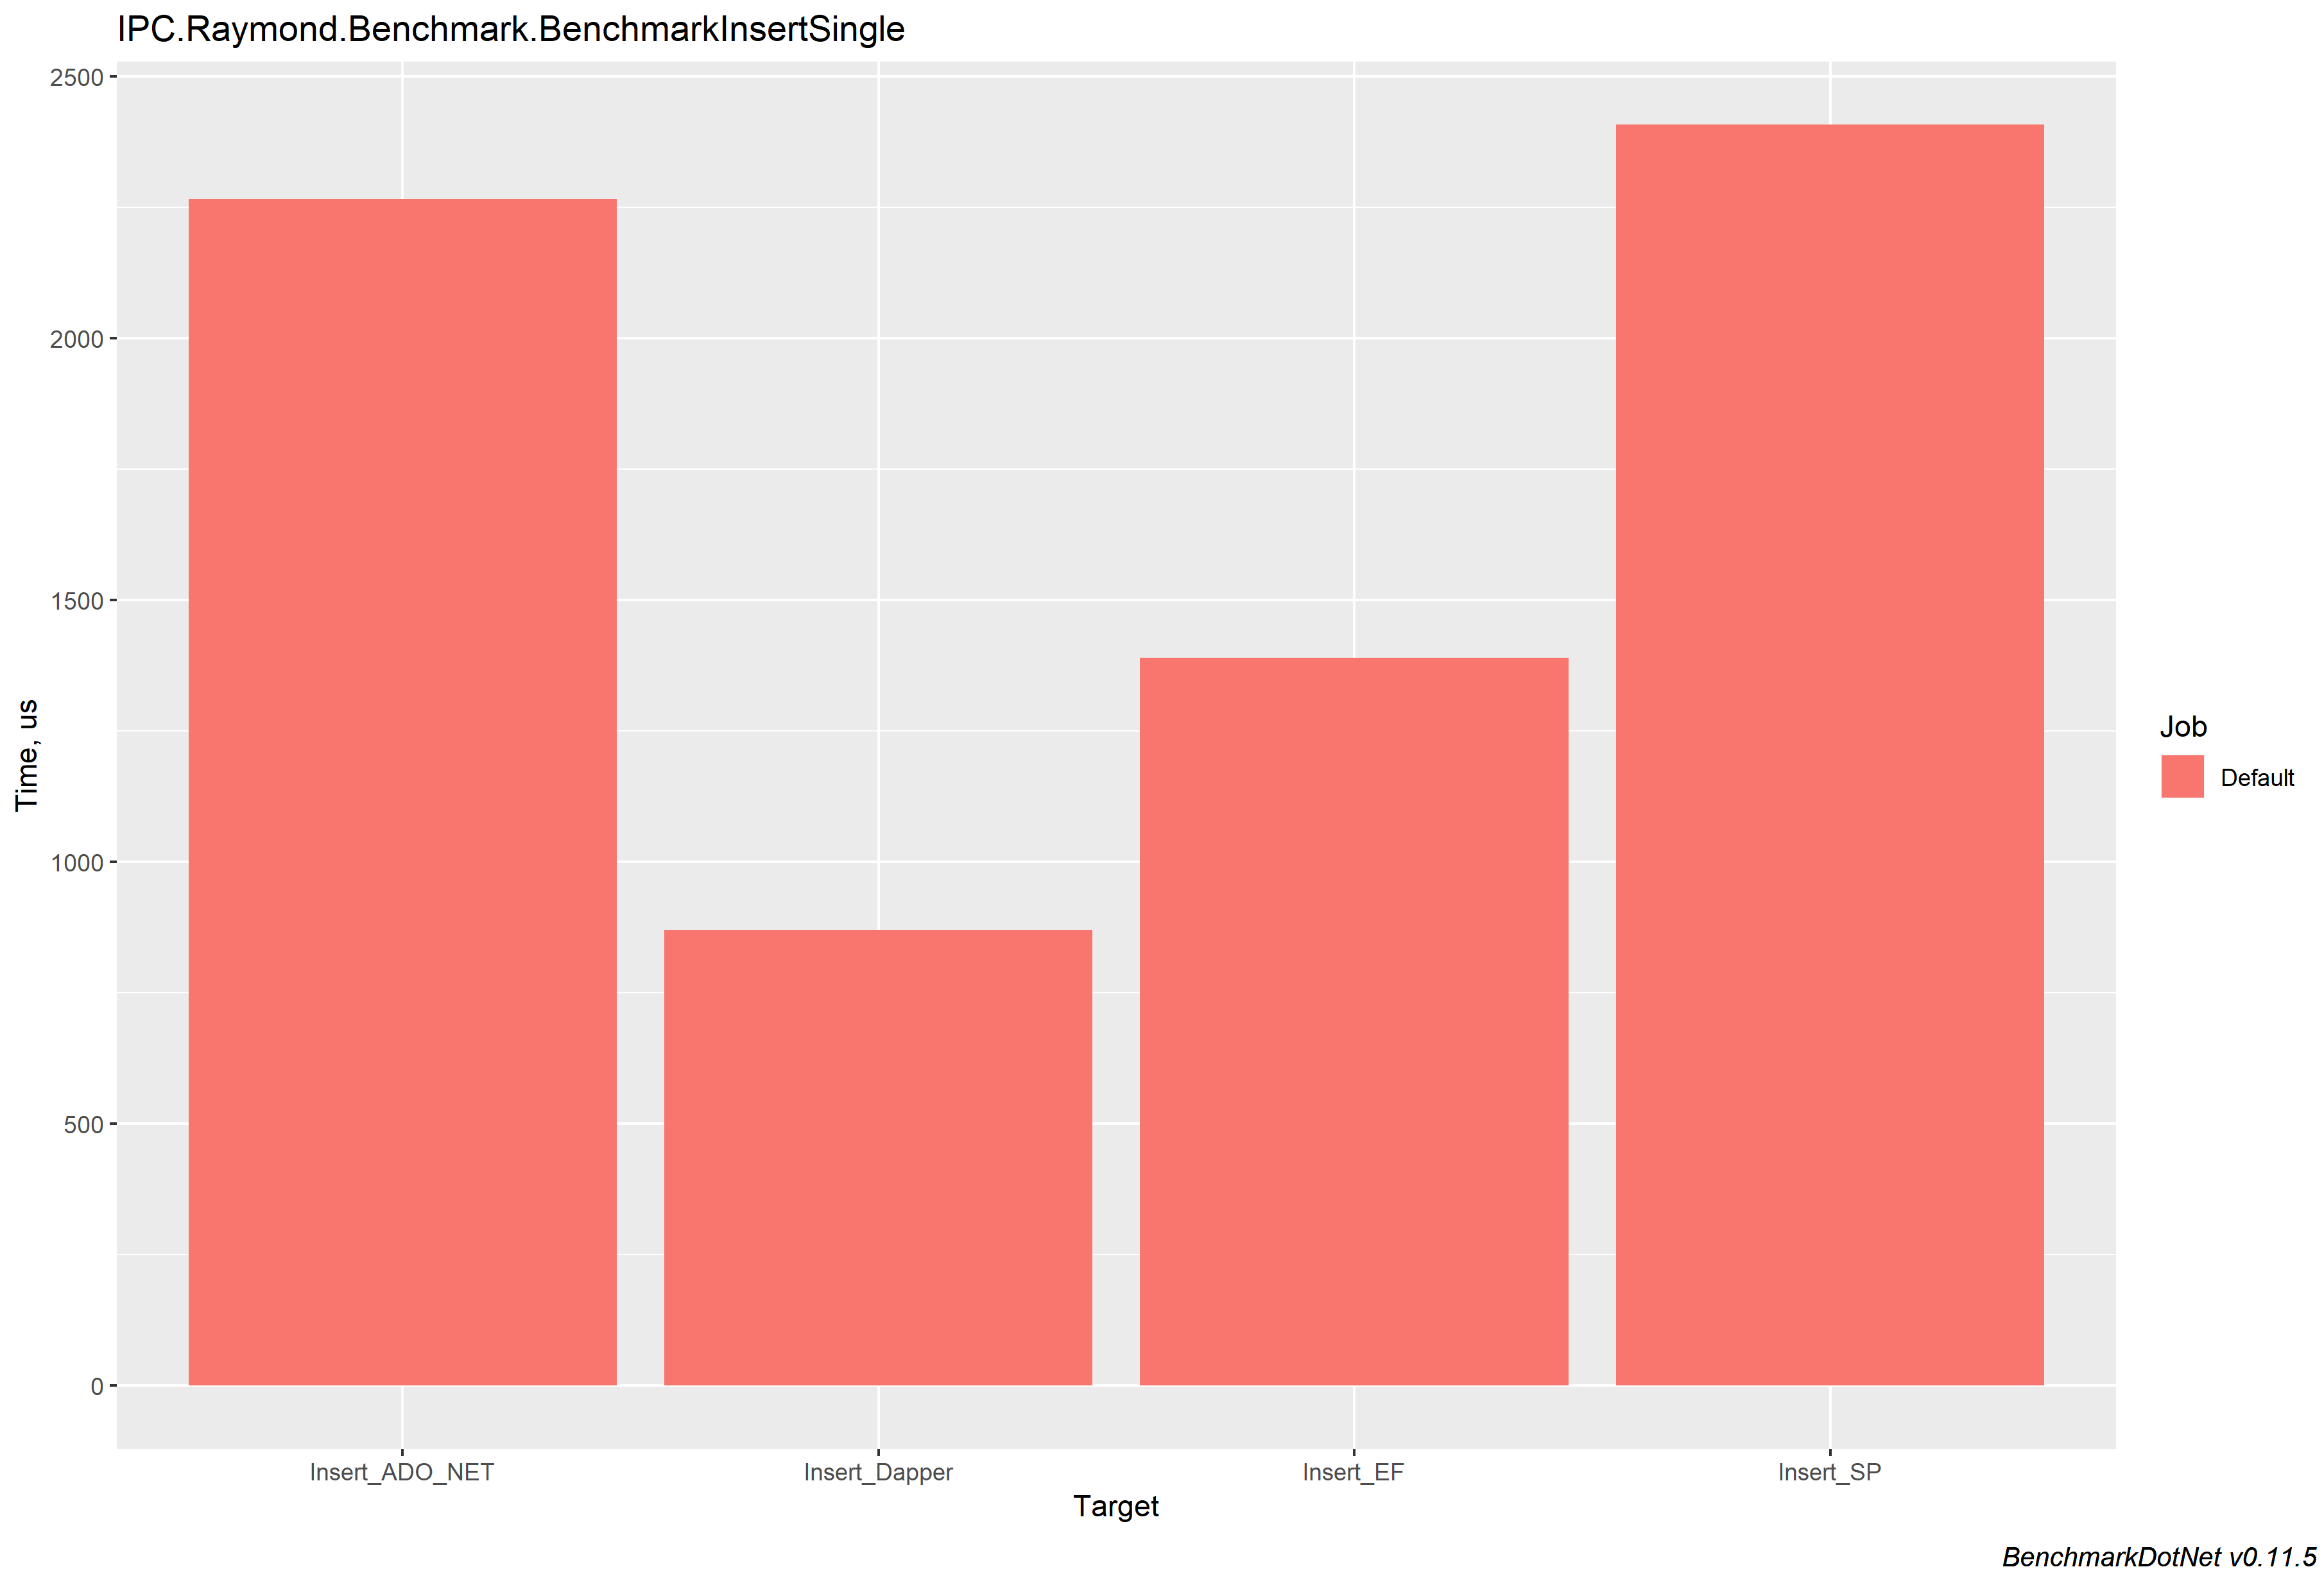 IPC.Raymond.Benchmark.BenchmarkInsertSingle
2500
2000
1500
1000
500
0
Time, us
Insert_ADO_NET
Insert_Dapper
Insert_EF
Insert_SP
Target
Job
Default
BenchmarkDotNet v0.11.5